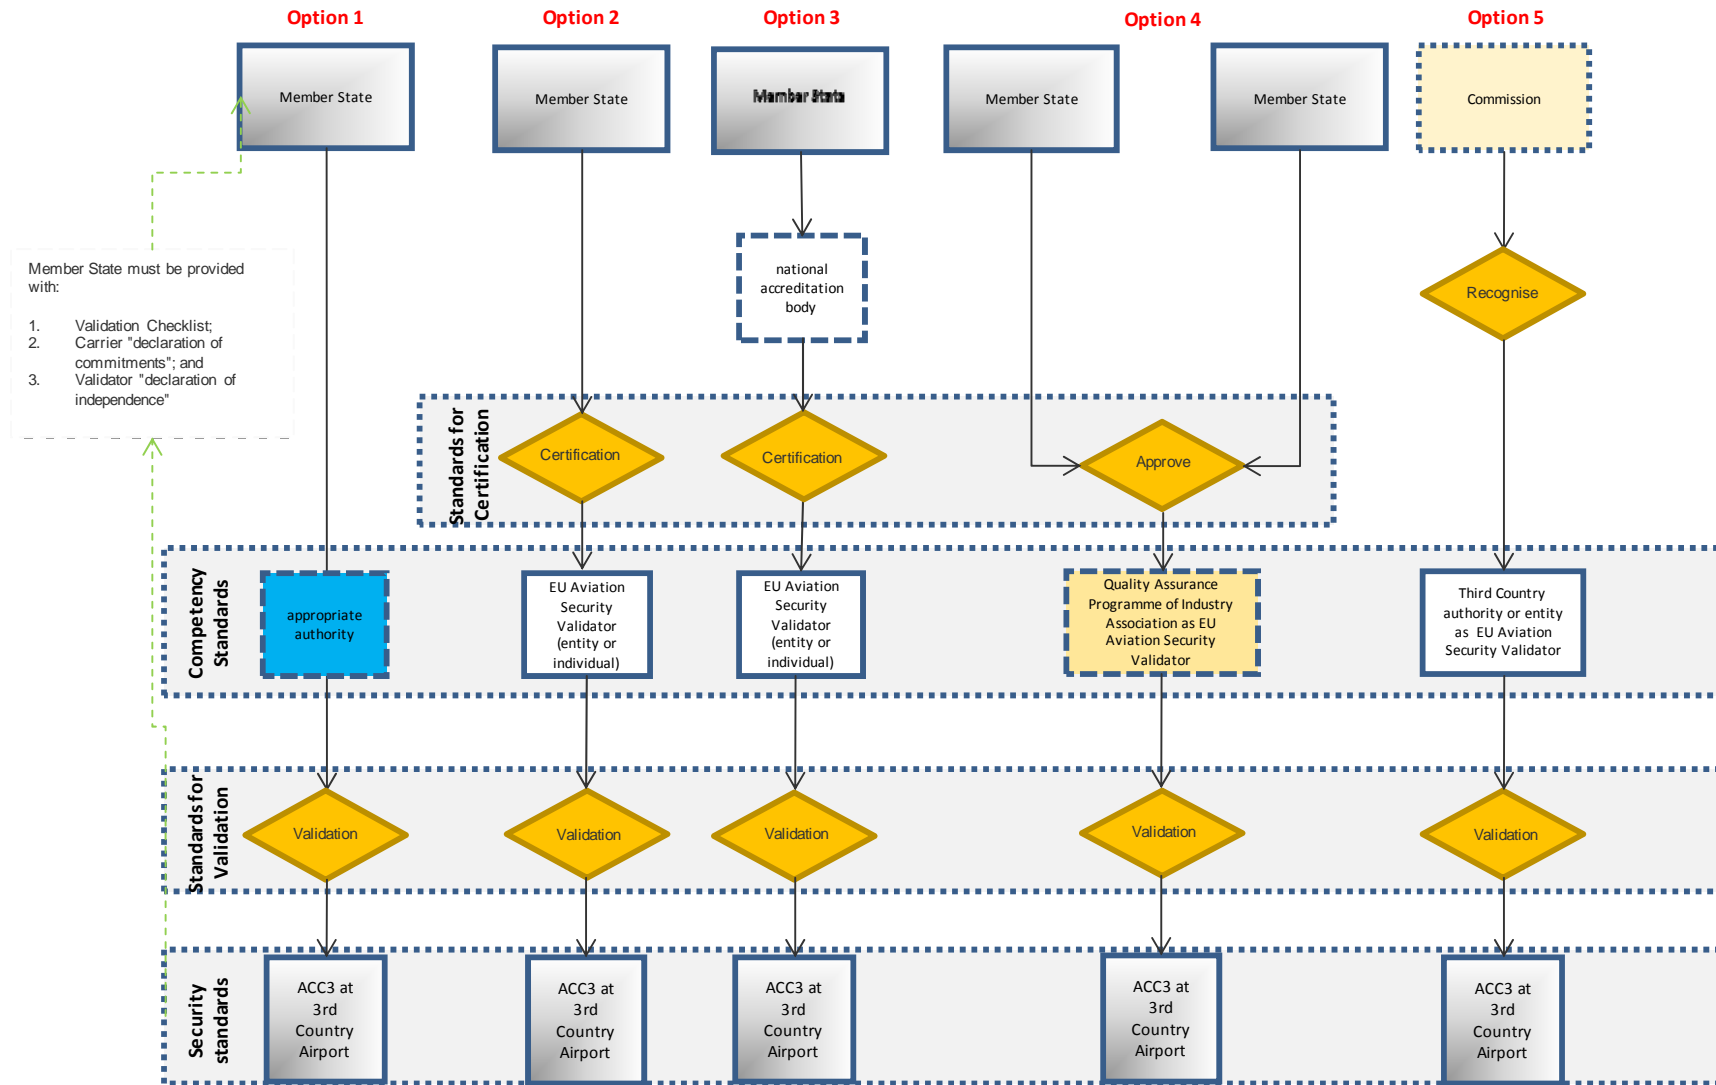 Option 1
Option 2
Option 3
Option 4
Option 5
Member State
Member State
Member State
Member State
Member State
Commission
national
accreditation
body
Recognise
Member State must be provided
with:
1. Validation Checklist;
2. Carrier "declaration of
commitments"; and
3. Validator "declaration of
independence"
Standards for
Certification
Certification
Certification
Approve
Competency
Standards
appropriate
authority
EU Aviation
Security
Validator
(entity or
individual)
EU Aviation
Security
Validator
(entity or
individual)
Quality Assurance
Programme of Industry
Association as EU
Aviation Security
Validator
Third Country
authority or entity
as EU Aviation
Security Validator
Standards for
Validation
Validation
Validation
Validation
Validation
Validation
Security
standards
ACC3 at
3rd
Country
Airport
ACC3 at
3rd
Country
Airport
ACC3 at
3rd
Country
Airport
ACC3 at
3rd
Country
Airport
ACC3 at
3rd
Country
Airport